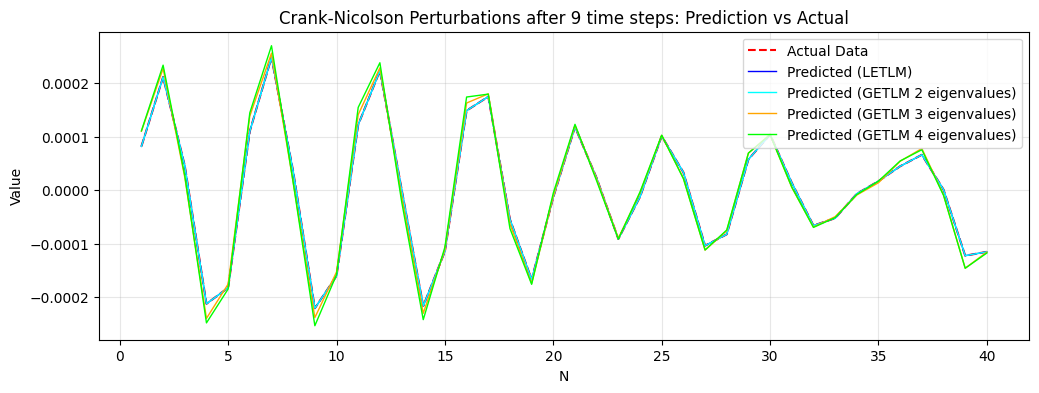 Crank-Nicolson Perturbations after 9 time steps: Prediction vs Actual
Actual Data
Predicted (LETLM)
Predicted (GETLM 2 eigenvalues)
Predicted (GETLM 3 eigenvalues)
Predicted (GETLM 4 eigenvalues)
Value
0.0002
0.0001
0.0000
−0.0001
−0.0002
0 5 10 15 20 25 30 35 40
N